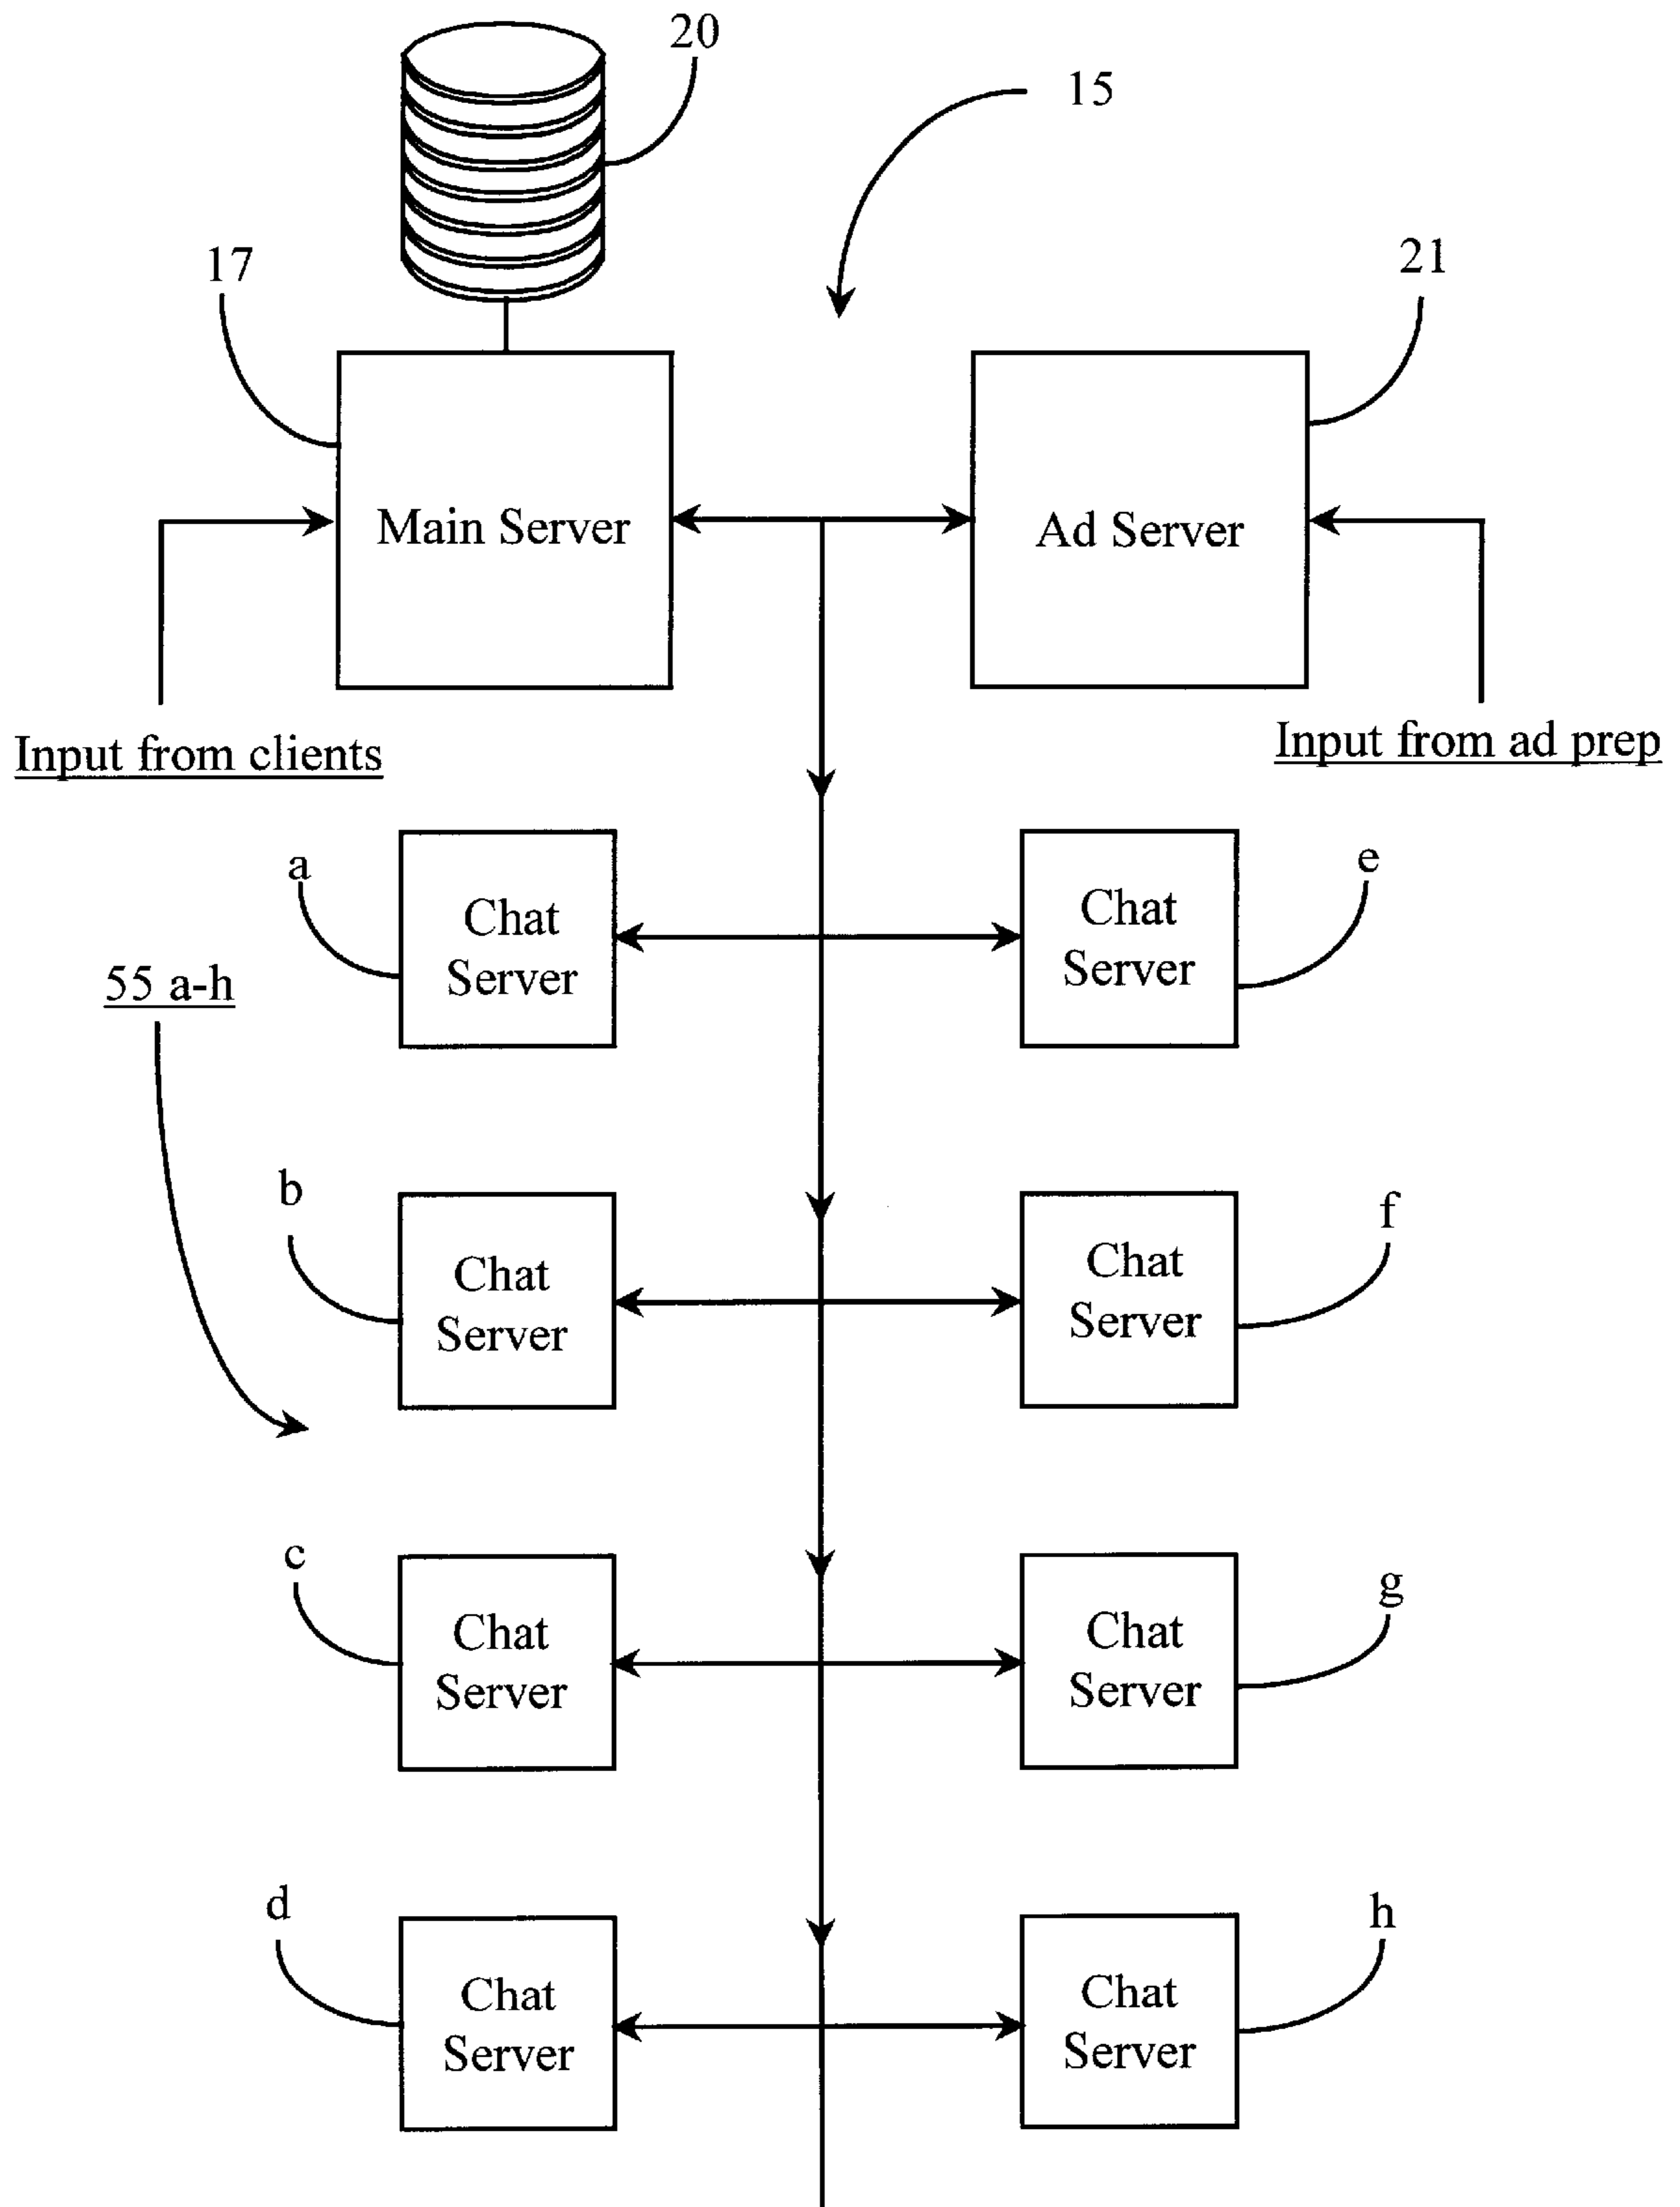 20
15
17
21
Main Server
Ad Server
Input from clients
Input from ad prep
a
Chat
Server
e
Chat
Server
55 a-h
b
Chat
Server
f
Chat
Server
c
Chat
Server
g
Chat
Server
d
Chat
Server
h
Chat
Server